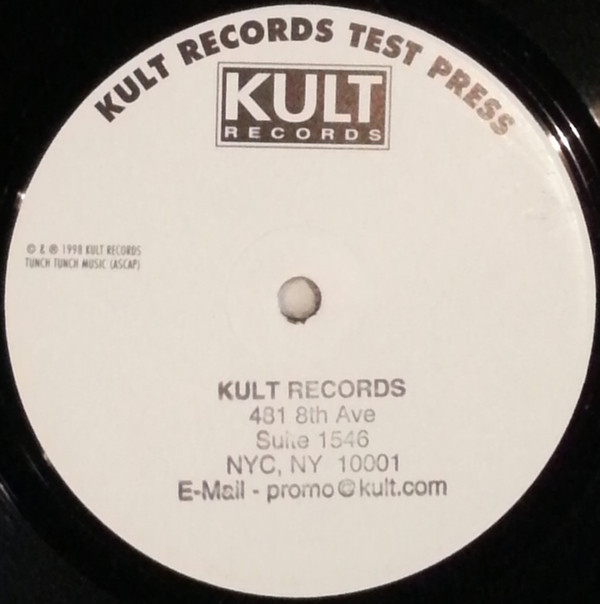 KULT RECORDS TEST PRESS
KULT
RECORDS
© & ℗ 1998 KULT RECORDS
TUNCH TUNCH MUSIC (ASCAP)
KULT RECORDS
481 8th Ave
Suite 1546
NYC, NY 10001
E-Mail - promo@kult.com